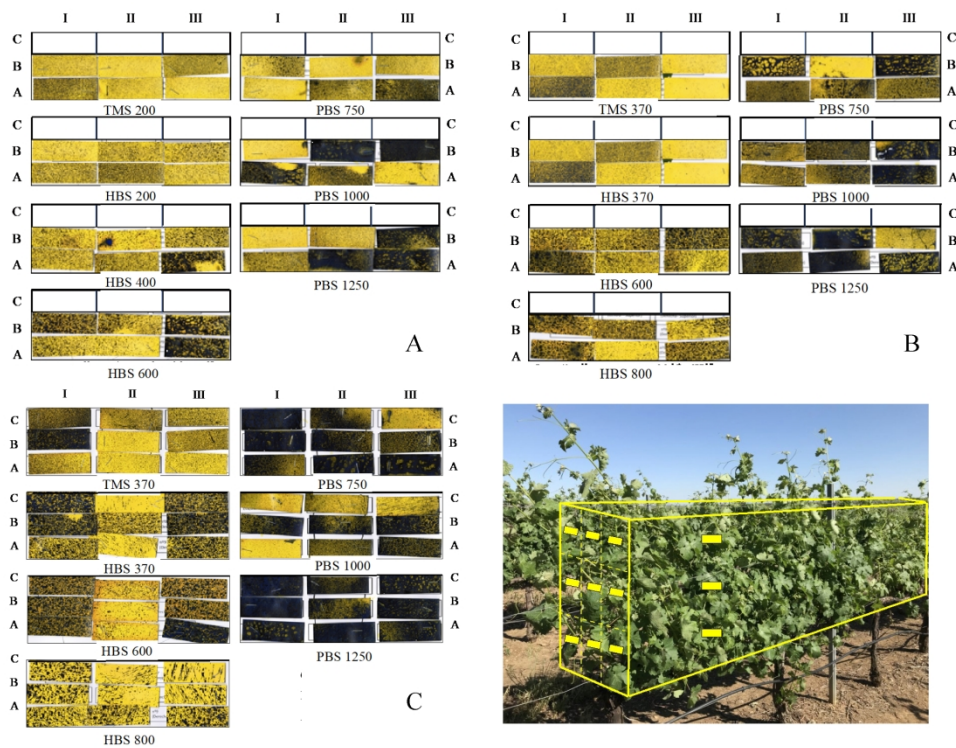 I II III I II III
C C
B B
A A
TMS 200 PBS 750
C C
B B
A A
HBS 200 PBS 1000
C C
B B
A A
HBS 400 PBS 1250
C
B
A
HBS 600
A
I II III I II III
C C
B B
A A
TMS 370 PBS 750
C C
B B
A A
HBS 370 PBS 1000
C C
B B
A A
HBS 600 PBS 1250
C
B
A
HBS 800
B
I II III I II III
C C
B B
A A
TMS 370 PBS 750
C C
B B
A A
HBS 370 PBS 1000
C C
B B
A A
HBS 600 PBS 1250
C
B
A
HBS 800
C